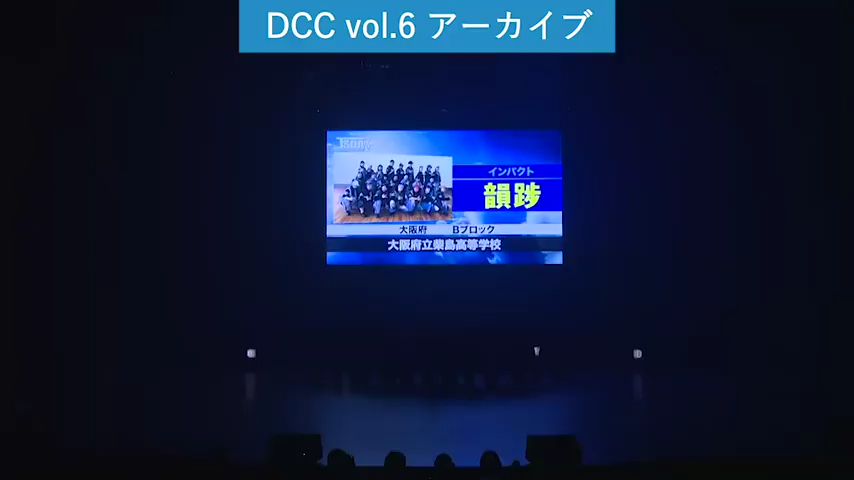 DCC vol.6 アーカイブ
インパクト
韻踄
大阪府 Bブロック
大阪府立柴島高等学校